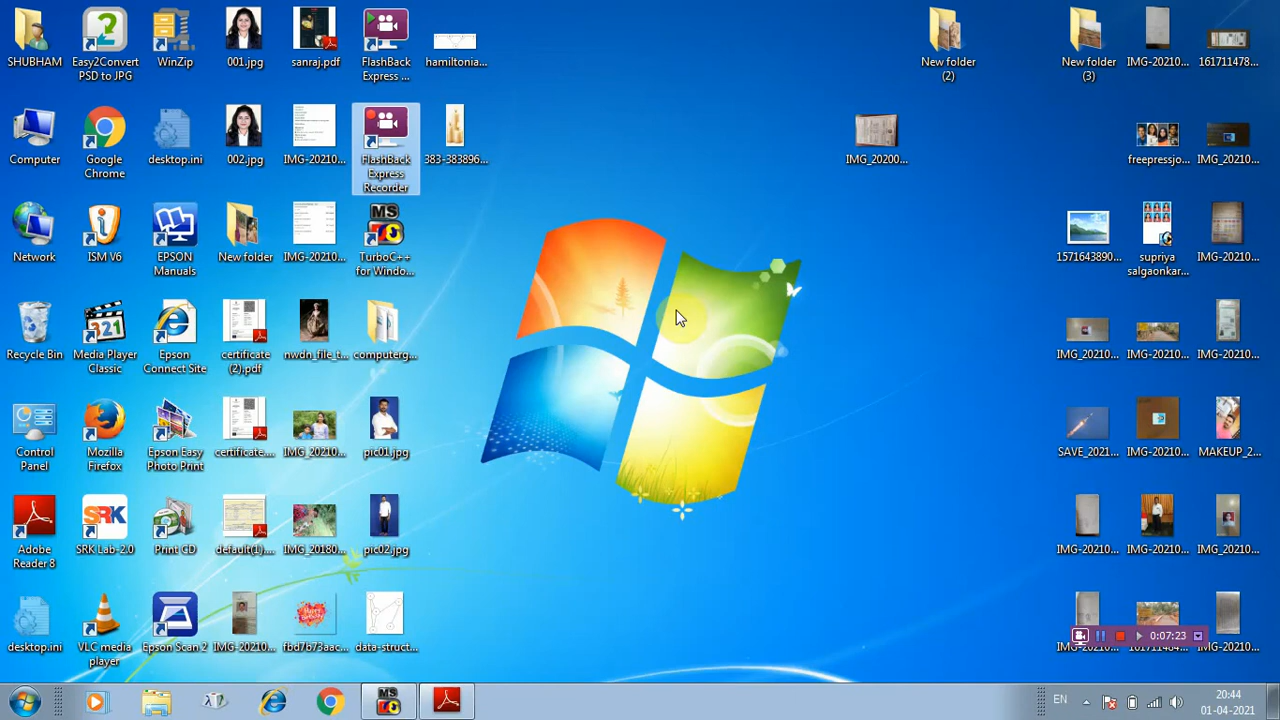 SHUBHAM
Easy2Convert
PSD to JPG
WinZip
001.jpg
sanraj.pdf
FlashBack
Express ...
hamiltonia...
New folder
(2)
New folder
(3)
IMG-20210...
161711478...
Computer
Google
Chrome
desktop.ini
002.jpg
IMG-20210...
FlashBack
Express
Recorder
383-383896...
IMG_20200...
freepressjo...
IMG_20210...
Network
ISM V6
EPSON
Manuals
New folder
IMG-20210...
MS
TurboC++
for Windo...
1571643890...
supriya
salgaonkar...
IMG-20210...
Recycle Bin
321
Media Player
Classic
Epson
Connect Site
certificate
(2).pdf
nwdn_file_t...
computerg...
IMG_20210...
IMG_20210...
IMG-20210...
Control
Panel
Mozilla
Firefox
Epson Easy
Photo Print
certificate....
IMG_20210...
pic01.jpg
SAVE_2021...
IMG-20210...
MAKEUP_2...
Adobe
Reader 8
SRK
SRK Lab-2.0
Print CD
default(1)....
IMG_20180...
pic02.jpg
IMG-20210...
IMG-20210...
IMG_20210...
desktop.ini
VLC media
player
Epson Scan 2
IMG-20210...
fbd7b73aac...
data-struct...
0:07:23
IMG-20210...
EN
20:44
01-04-2021